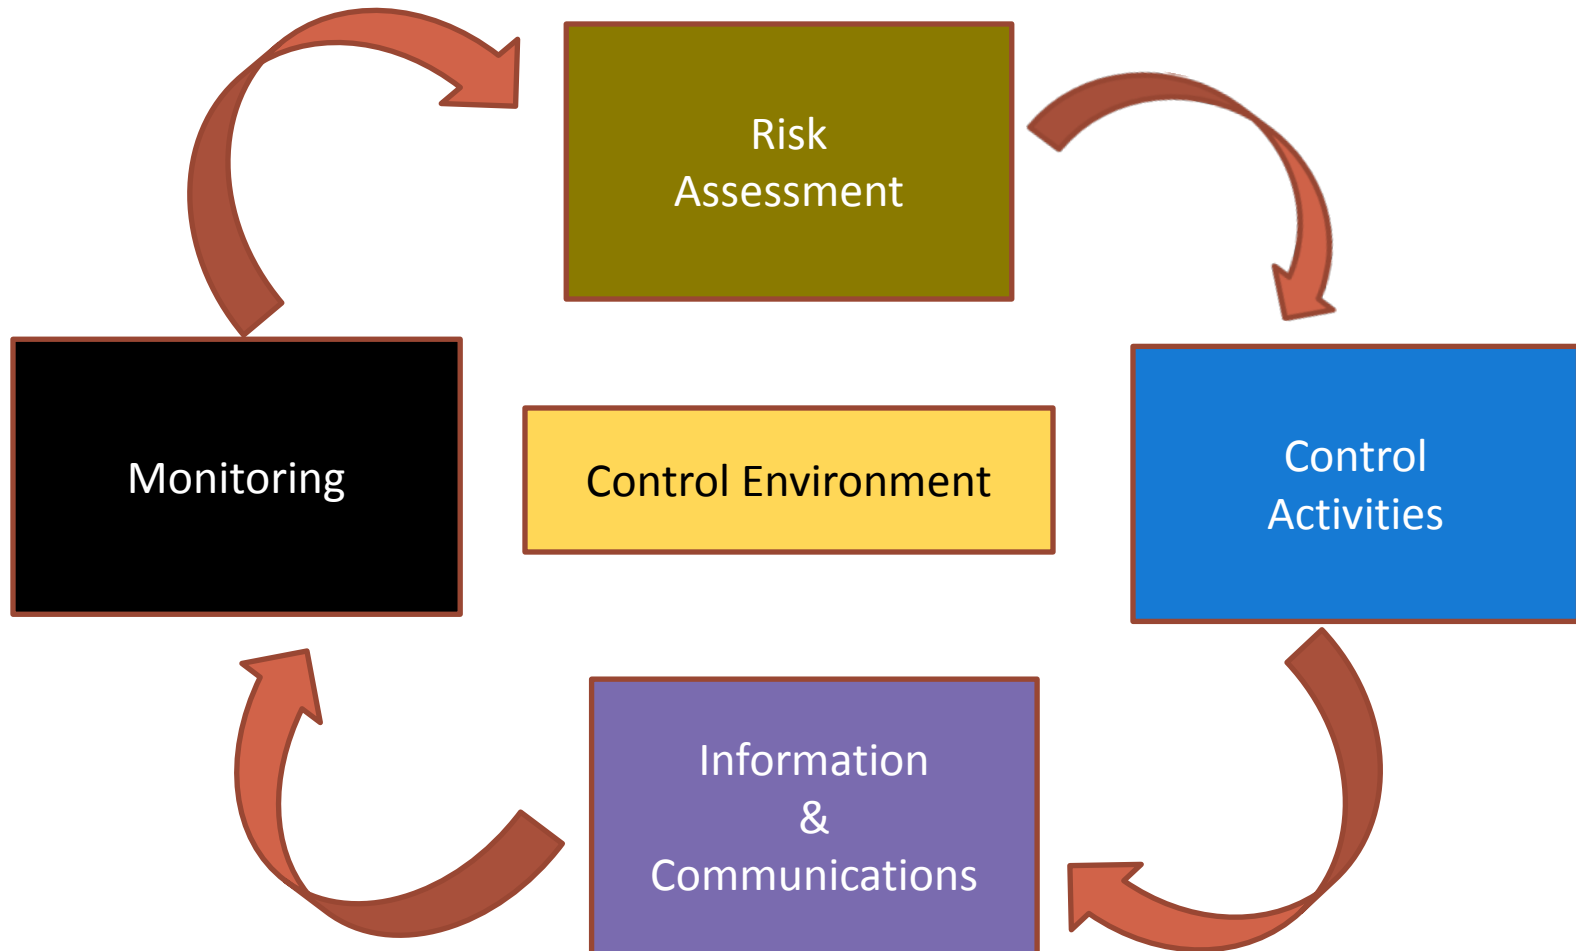 Risk
Assessment
Monitoring
Control Environment
Control
Activities
Information
&
Communications